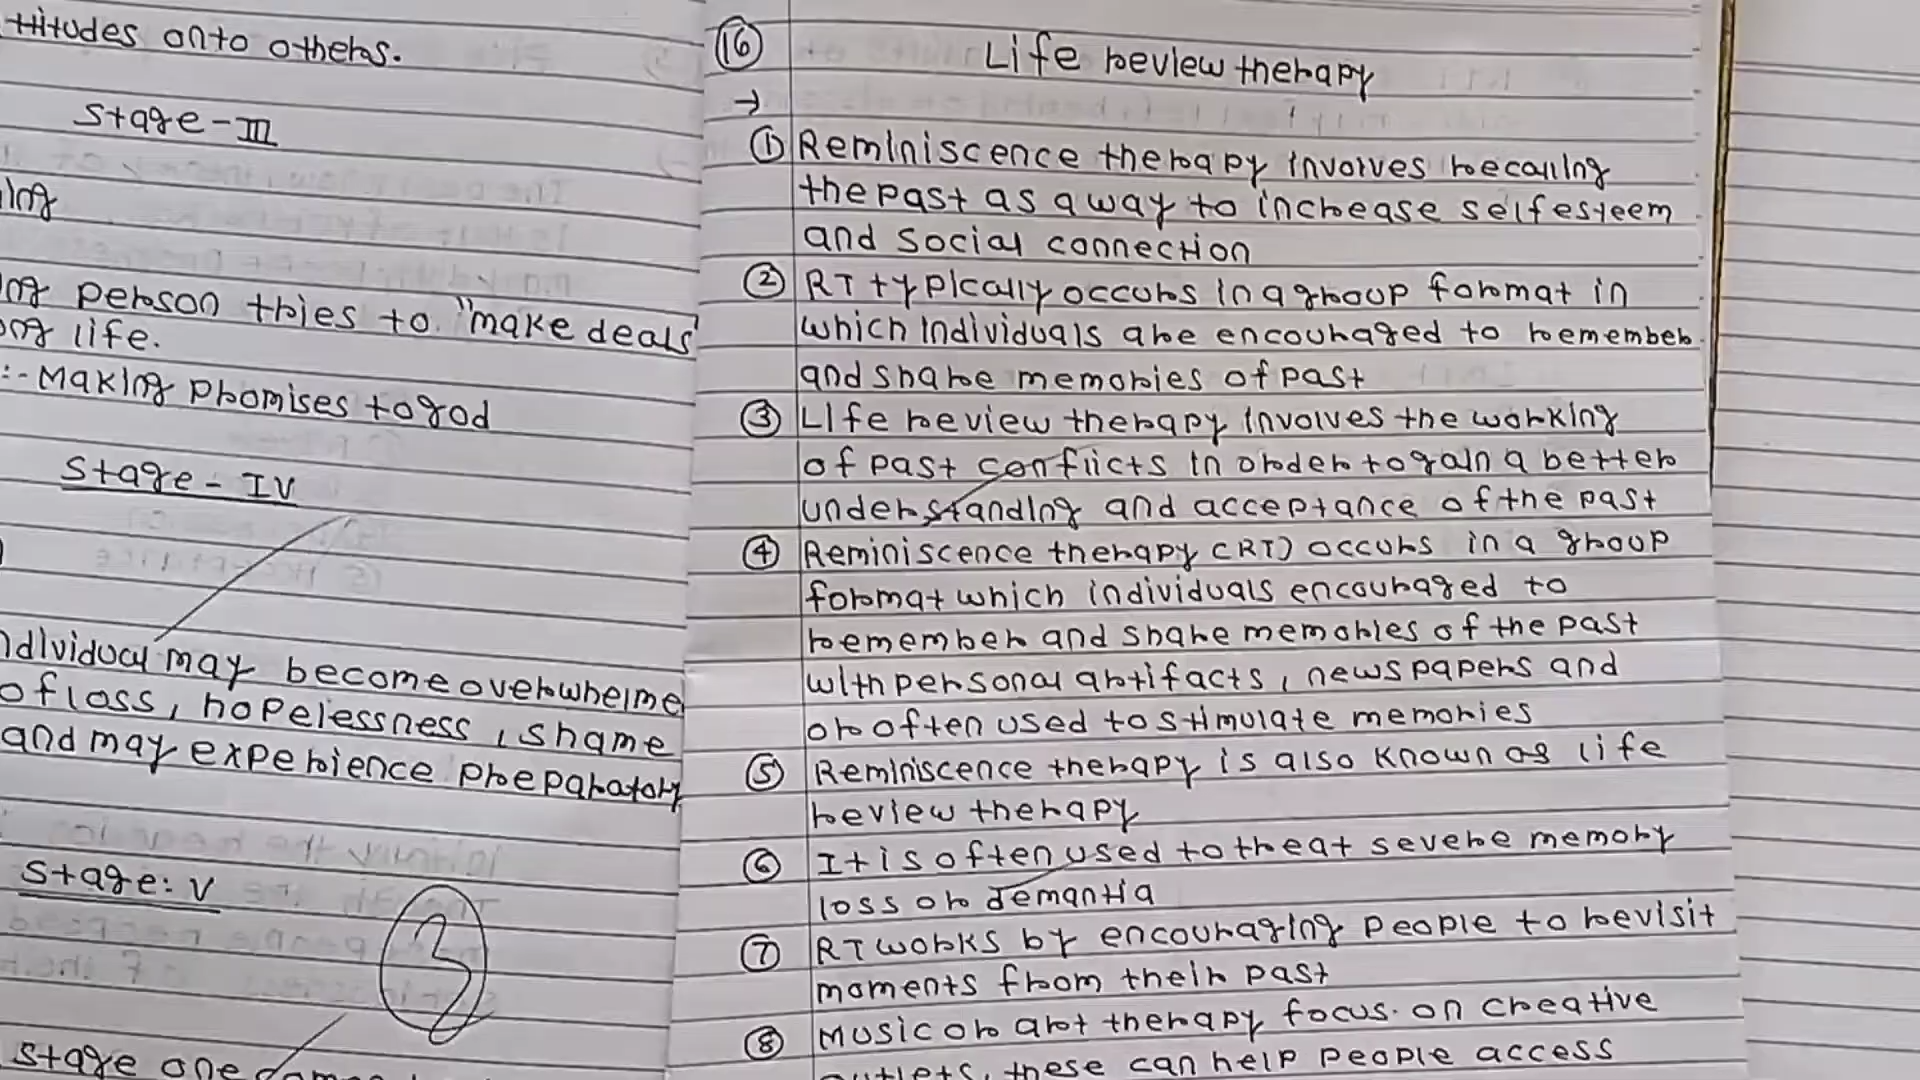 ttitudes onto others.
Stage-III
ing
ing person tries to "make deals"
ong life.
:- Making promises to god
Stage - IV
ndividual may become overwhelme
of loss, hopelessness, shame
and may experience preparatory
Stage: V
3
Stage one
16
Life review therapy
→
① Reminiscence therapy involves recalling
the past as a way to increase selfesteem
and social connection
② RT typically occurs in a group format in
which individuals are encouraged to remember
and share memories of past
③ Life review therapy involves the working
of past conflicts in order to gain a better
understanding and acceptance of the past
④ Reminiscence therapy (RT) occurs in a group
format which individuals encouraged to
remember and share memories of the past
with personal artifacts, newspapers and
or often used to stimulate memories
⑤ Reminiscence therapy is also known as life
review therapy
⑥ It is often used to treat severe memory
loss or demantia
⑦ RT works by encouraging people to revisit
moments from their past
⑧ Music or art therapy focus on creative
outlets, these can help people access